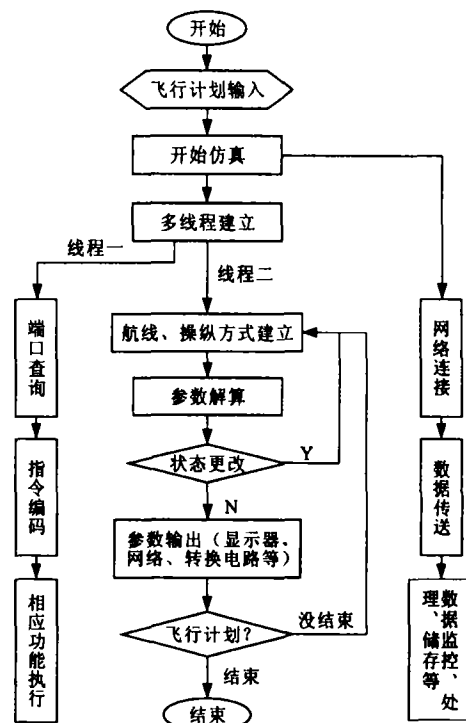 开始
飞行计划输入
开始仿真
多线程建立
线程一
线程二
端口查询
航线、操纵方式建立
网络连接
参数解算
状态更改
Y
指令编码
数据传送
N
参数输出（显示器、
网络、转换电路等）
相应功能执行
数据监控、处
理、储存等
飞行计划？
没结束
结束
结束